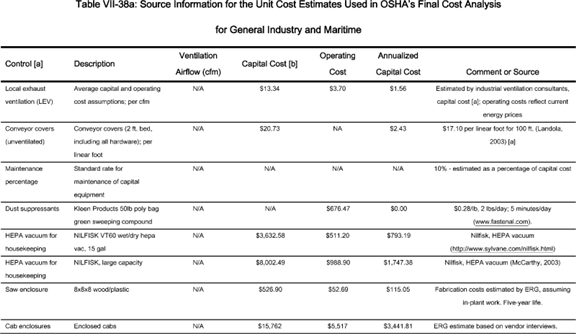 Table VII-38a: Source Information for the Unit Cost Estimates Used in OSHA's Final Cost Analysis
for General Industry and Maritime
Control [a] Description Ventilation Airflow (cfm) Capital Cost [b] Operating Cost Annualized Capital Cost Comment or Source
Local exhaust Average capital and operating N/A $13.34 $3.70 $1.56 Estimated by industrial ventilation consultants,
ventilation (LEV) cost assumptions; per cfm capital cost [a]; operating costs reflect current
energy prices
Conveyor covers Conveyor covers (2 ft. bed, N/A $20.73 NA $2.43 $17.10 per linear foot for 100 ft. (Landola,
(unventilated) including all hardware); per 2003) [a]
linear foot
Maintenance Standard rate for N/A N/A N/A N/A 10% - estimated as a percentage of capital cost
percentage maintenance of capital
equipment
Dust suppressants Kleen Products 50lb poly bag N/A N/A $676.47 $0.00 $0.28/lb, 2 lbs/day; 5 minutes/day
green sweeping compound (www.fastenal.com).
HEPA vacuum for NILFISK VT60 wet/dry hepa N/A $3,632.58 $511.20 $793.19 Nilfisk, HEPA vacuum
housekeeping vac, 15 gal (http://www.sylvane.com/nilfisk.html)
HEPA vacuum for NILFISK, large capacity N/A $8,002.49 $988.90 $1,747.38 Nilfisk, HEPA vacuum (McCarthy, 2003)
housekeeping
Saw enclosure 8x8x8 wood/plastic N/A $526.90 $52.69 $115.05 Fabrication costs estimated by ERG, assuming
in-plant work. Five-year life.
Cab enclosures Enclosed cabs N/A $15,762 $5,517 $3,441.81 ERG estimate based on vendor interviews.